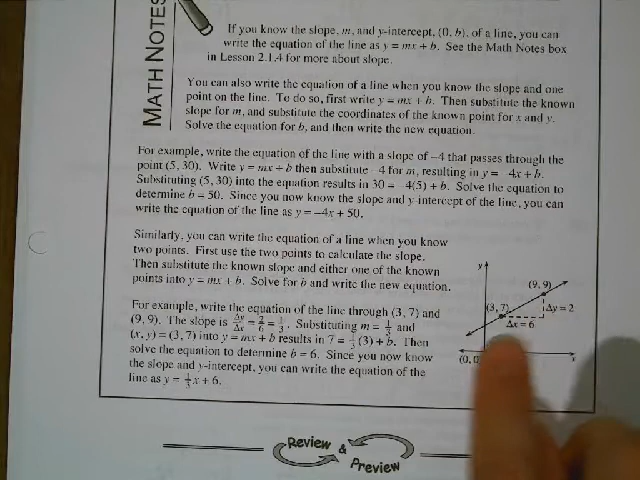 MATH NOTES
If you know the slope, m, and y-intercept, (0, b), of a line, you can
write the equation of the line as y = mx + b. See the Math Notes box
in Lesson 2.1.4 for more about slope.
You can also write the equation of a line when you know the slope and one
point on the line. To do so, first write y = mx + b. Then substitute the known
slope for m, and substitute the coordinates of the known point for x and y.
Solve the equation for b, and then write the new equation.
For example, write the equation of the line with a slope of −4 that passes through the
point (5, 30). Write y = mx + b then substitute −4 for m, resulting in y = −4x + b.
Substituting (5, 30) into the equation results in 30 = −4(5) + b. Solve the equation to
determine b = 50. Since you now know the slope and y-intercept of the line, you can
write the equation of the line as y = −4x + 50.
Similarly, you can write the equation of a line when you know
two points. First use the two points to calculate the slope.
Then substitute the known slope and either one of the known
points into y = mx + b. Solve for b and write the new equation.
For example, write the equation of the line through (3, 7) and
(9, 9). The slope is Δy/Δx = 2/6 = 1/3. Substituting m = 1/3 and
(x, y) = (3, 7) into y = mx + b results in 7 = 1/3(3) + b. Then
solve the equation to determine b = 6. Since you now know
the slope and y-intercept, you can write the equation of the
line as y = 1/3x + 6.
y
(9, 9)
(3, 7)
Δy = 2
Δx = 6
(0, 0
x
Review & Preview